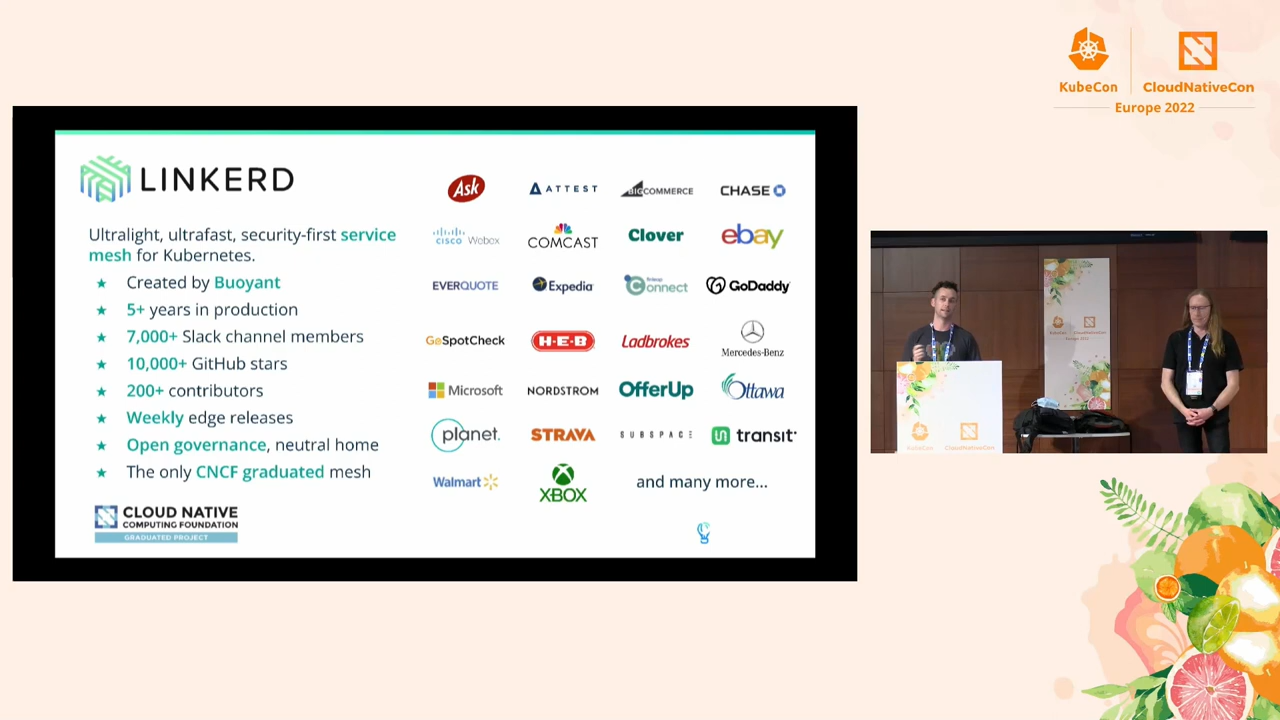 KubeCon
CloudNativeCon
Europe 2022
LINKERD
Ultralight, ultrafast, security-first service
mesh for Kubernetes.
★ Created by Buoyant
★ 5+ years in production
★ 7,000+ Slack channel members
★ 10,000+ GitHub stars
★ 200+ contributors
★ Weekly edge releases
★ Open governance, neutral home
★ The only CNCF graduated mesh
CLOUD NATIVE
COMPUTING FOUNDATION
GRADUATED PROJECT
Ask
ATTEST
BIGCOMMERCE
CHASE
CISCO Webex
COMCAST
Clover
ebay
EVERQUOTE
Expedia
Connect
GoDaddy
GoSpotCheck
H-E-B
Ladbrokes
Mercedes-Benz
Microsoft
NORDSTROM
OfferUp
Ottawa
planet.
STRAVA
SUBSPACE
transit
Walmart
XBOX
and many more...